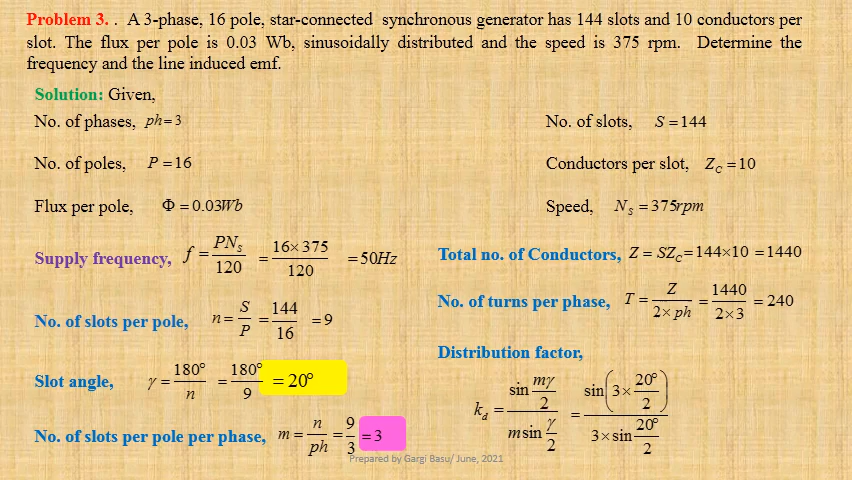 Problem 3. . A 3-phase, 16 pole, star-connected synchronous generator has 144 slots and 10 conductors per
slot. The flux per pole is 0.03 Wb, sinusoidally distributed and the speed is 375 rpm. Determine the
frequency and the line induced emf.
Solution: Given,
No. of phases, ph=3
No. of slots, S = 144
No. of poles, P = 16
Conductors per slot, Z_C = 10
Flux per pole, Φ = 0.03Wb
Speed, N_s = 375rpm
Supply frequency, f = PN_s/120 = 16×375/120 = 50Hz
Total no. of Conductors, Z = SZ_C = 144×10 = 1440
No. of slots per pole, n = S/P = 144/16 = 9
No. of turns per phase, T = Z/2×ph = 1440/2×3 = 240
Slot angle, γ = 180°/n = 180°/9 = 20°
Distribution factor,
k_d = sin mγ/2 / m sin γ/2 = sin(3×20°/2) / 3×sin 20°/2
No. of slots per pole per phase, m = n/ph = 9/3 = 3
Prepared by Gargi Basu/ June, 2021